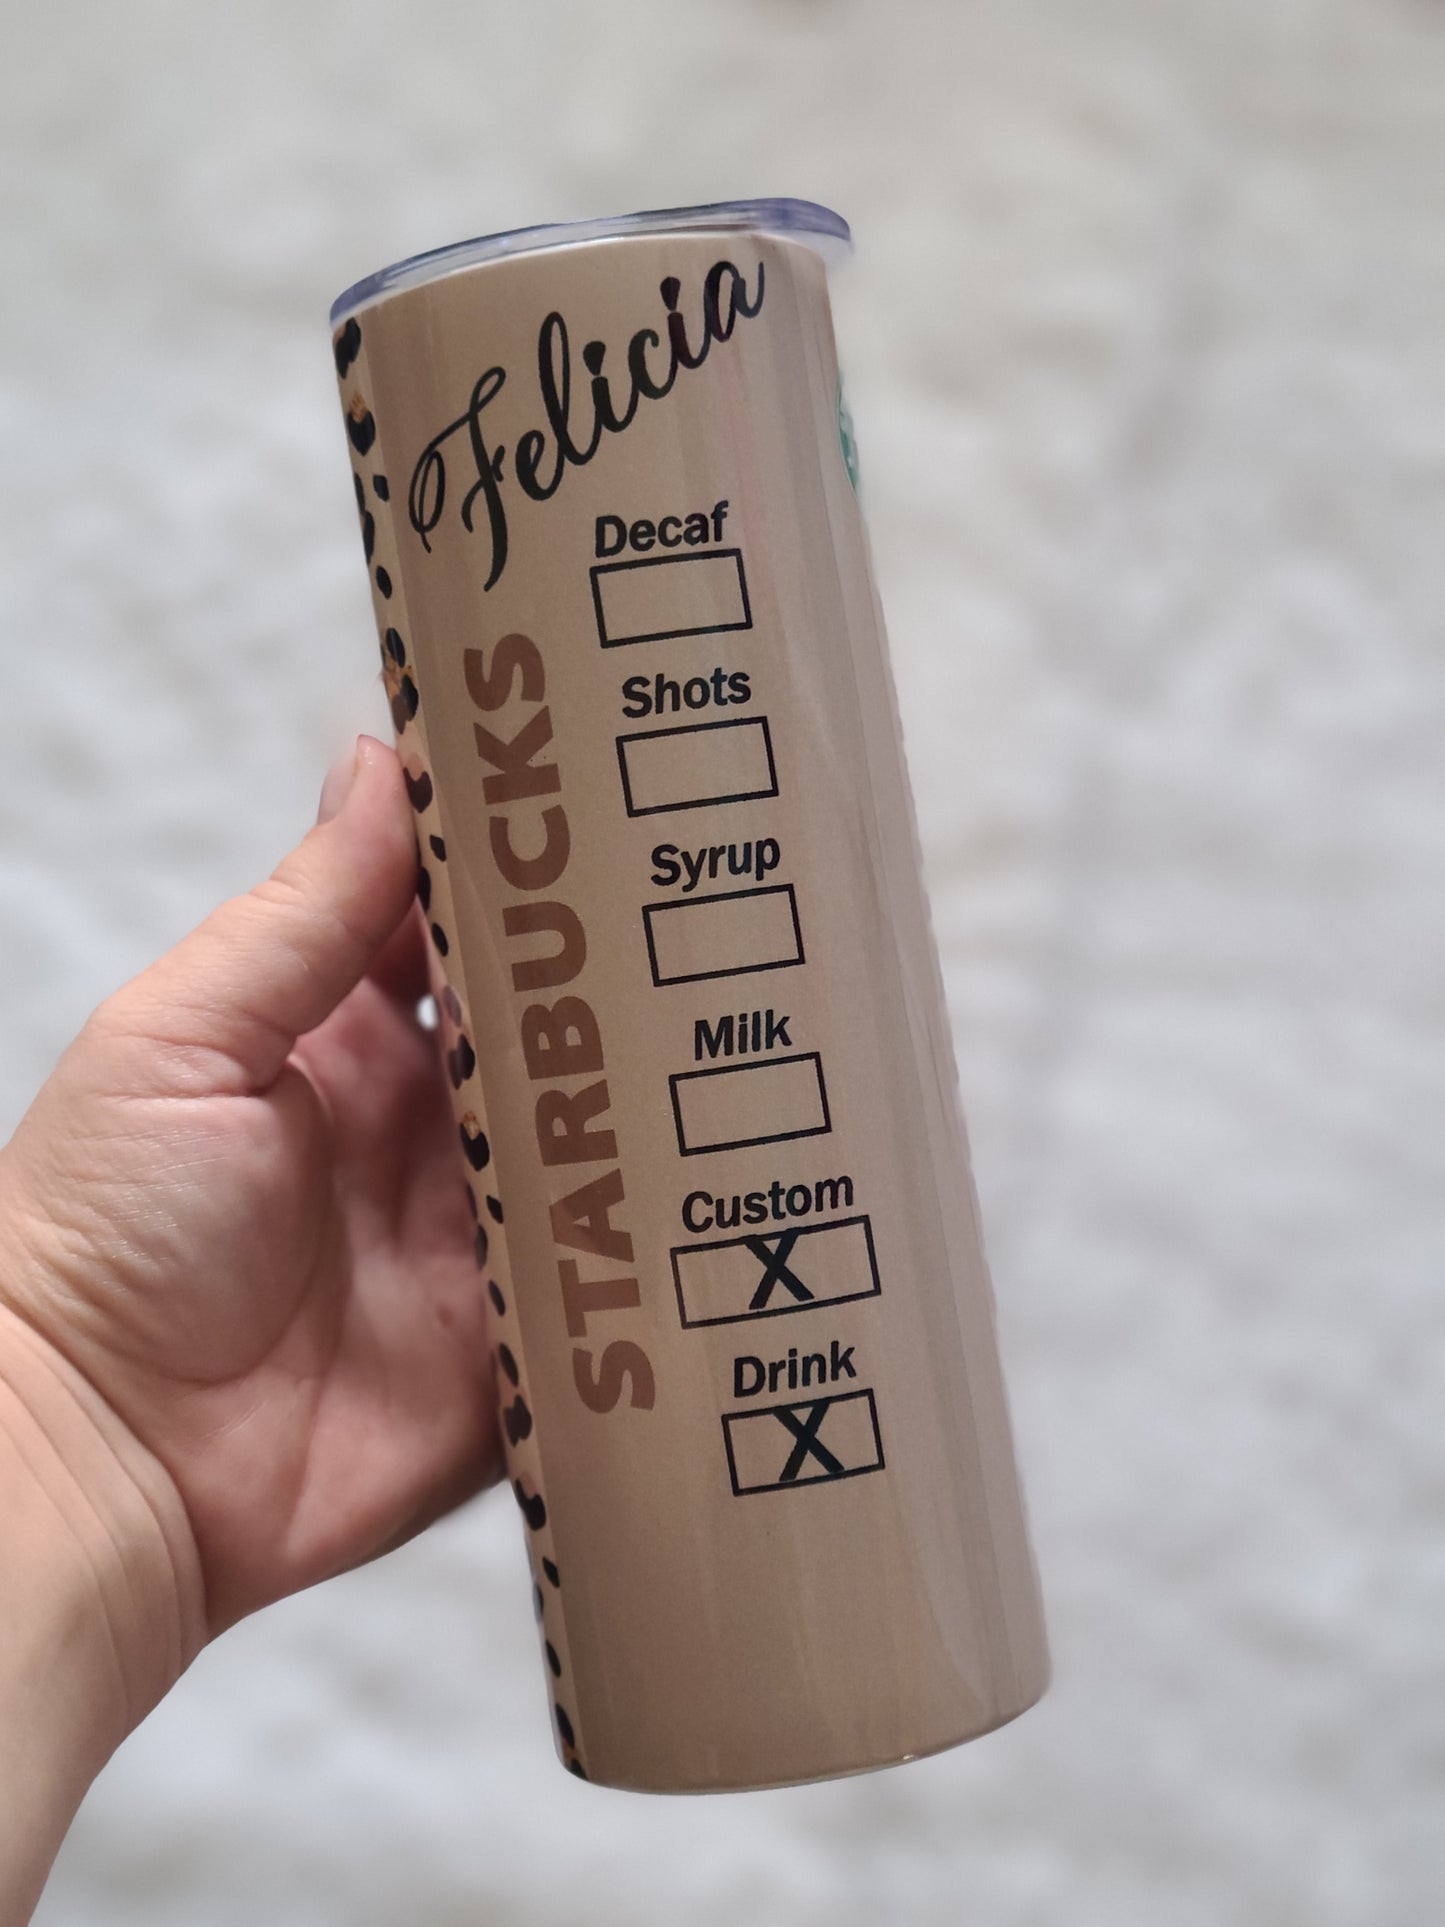 Felicia
STARBUCKS
Decaf
Shots
Syrup
Milk
Custom
X
Drink
X